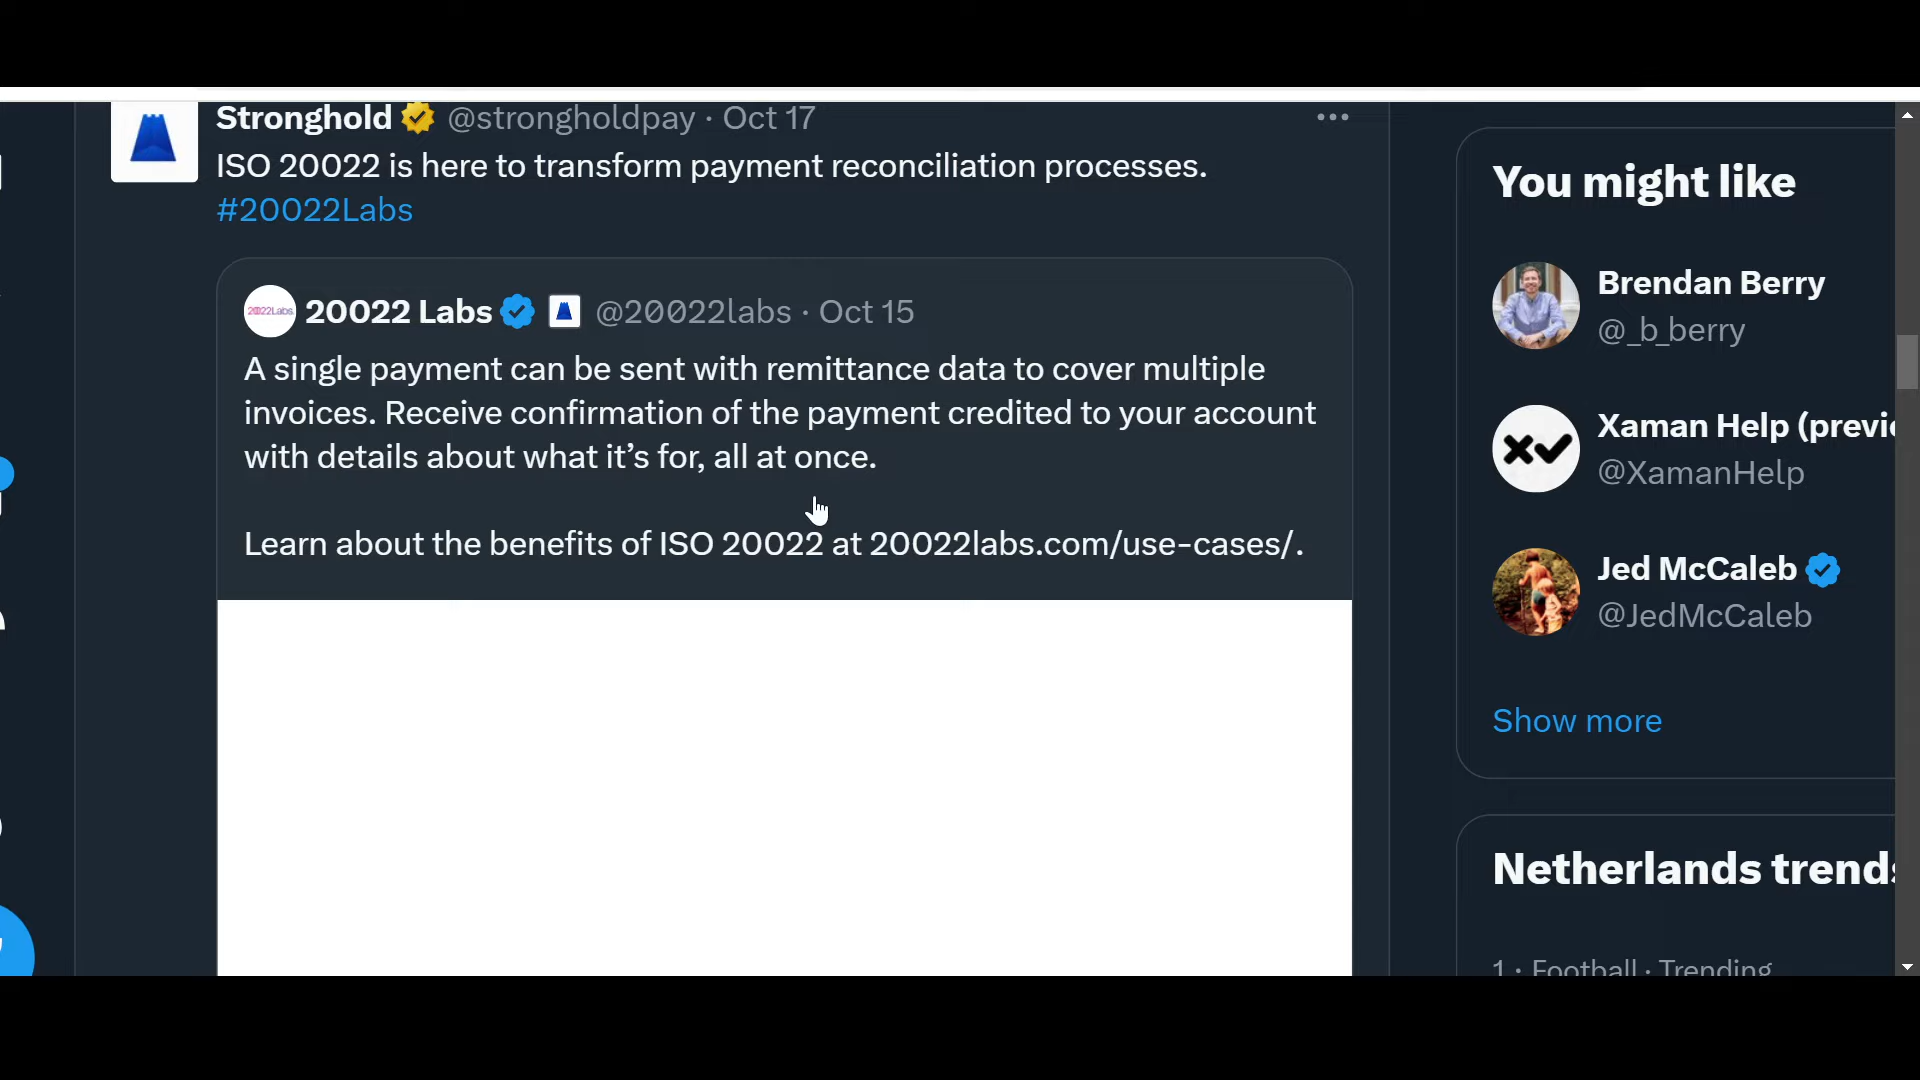 Stronghold @strongholdpay · Oct 17
ISO 20022 is here to transform payment reconciliation processes.
#20022Labs
20022Labs
20022 Labs @20022labs · Oct 15
A single payment can be sent with remittance data to cover multiple
invoices. Receive confirmation of the payment credited to your account
with details about what it’s for, all at once.
Learn about the benefits of ISO 20022 at 20022labs.com/use-cases/.
You might like
Brendan Berry
@_b_berry
Xaman Help (previ
@XamanHelp
Jed McCaleb
@JedMcCaleb
Show more
Netherlands trends
1 · Football · Trending